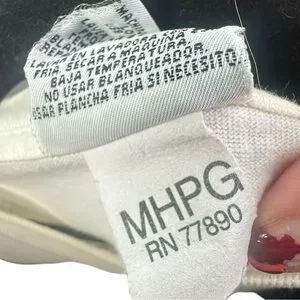 LAVAR EN LAVADORA
FRIA. SECAR A MAQUINA,
BAJA TEMPERATURA.
NO USAR BLANQUEADOR.
USAR PLANCHA FRIA SI NECESITO.
MHPG
RN 77890